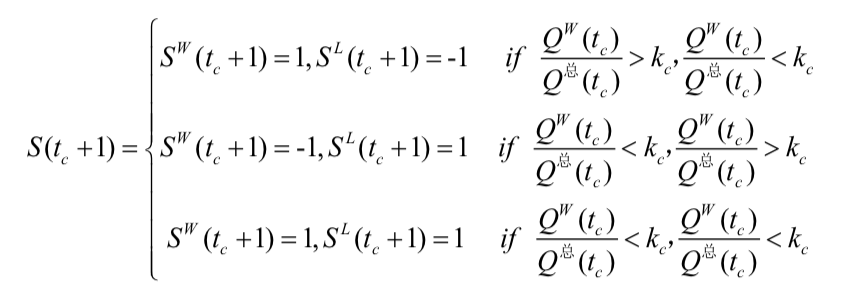 S^W(t_c+1)=1,S^L(t_c+1)=-1 if Q^W(t_c)/Q^总(t_c)>k_c,Q^W(t_c)/Q^总(t_c)<k_c
S(t_c+1)={S^W(t_c+1)=-1,S^L(t_c+1)=1 if Q^W(t_c)/Q^总(t_c)<k_c,Q^W(t_c)/Q^总(t_c)>k_c
S^W(t_c+1)=1,S^L(t_c+1)=1 if Q^W(t_c)/Q^总(t_c)<k_c,Q^W(t_c)/Q^总(t_c)<k_c